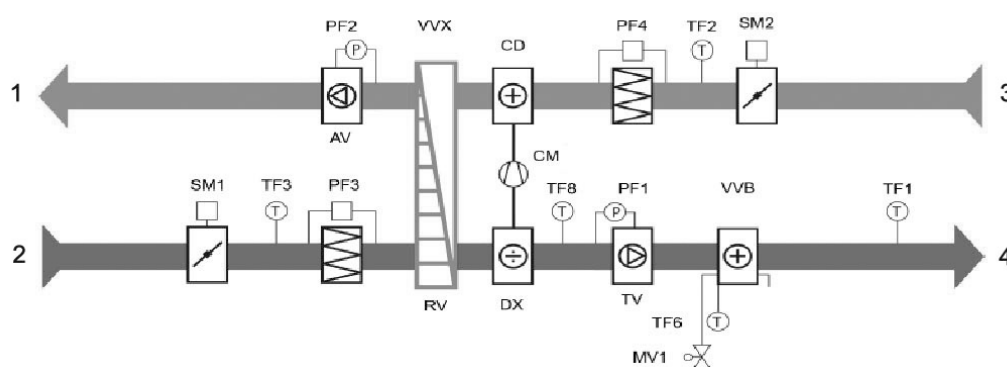 PF2 VVX CD PF4 TF2 SM2
P T
1 3
AV
CM
SM1 TF3 PF3 TF8 PF1 VVB TF1
T T P T
2 4
RV DX TV
TF6 T
MV1